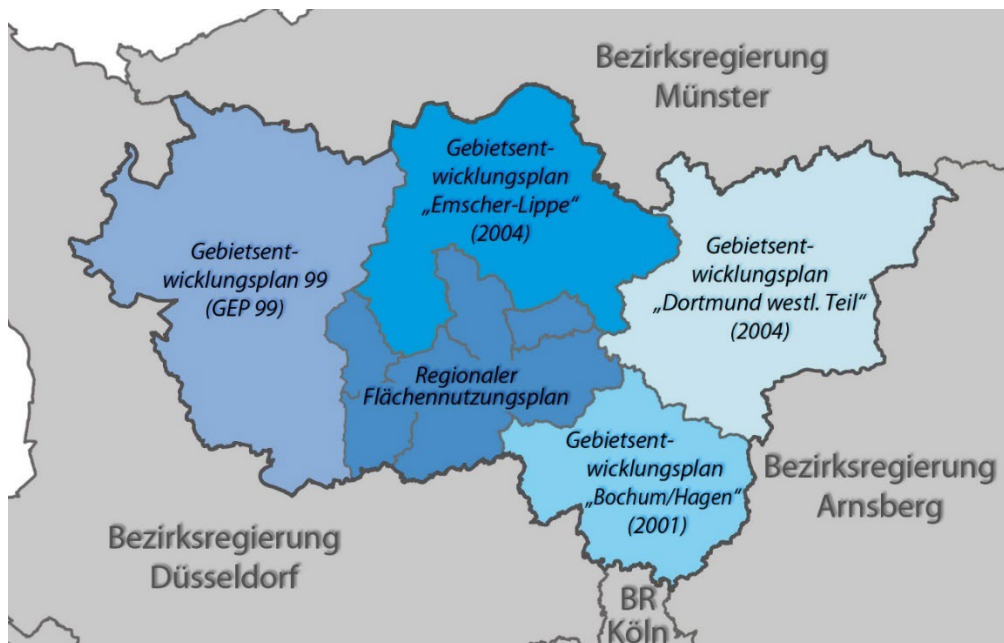 Bezirksregierung
Münster
Gebietsent-
wicklungsplan
„Emscher-Lippe“
(2004)
Gebietsent-
wicklungsplan 99
(GEP 99)
Gebietsent-
wicklungsplan
„Dortmund westl. Teil“
(2004)
Regionaler
Flächennutzungsplan
Gebietsent-
wicklungsplan
„Bochum/Hagen“
(2001)
Bezirksregierung
Arnsberg
Bezirksregierung
Düsseldorf
BR
Köln